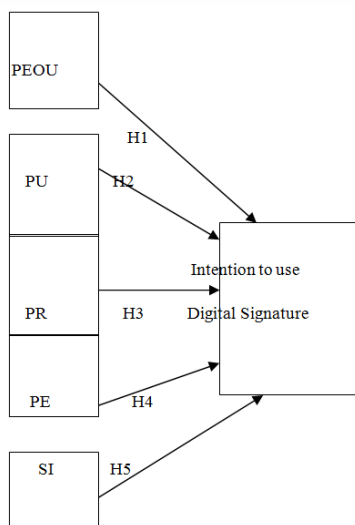 PEOU
H1
PU
H2
Intention to use
PR
H3
Digital Signature
PE
H4
SI
H5